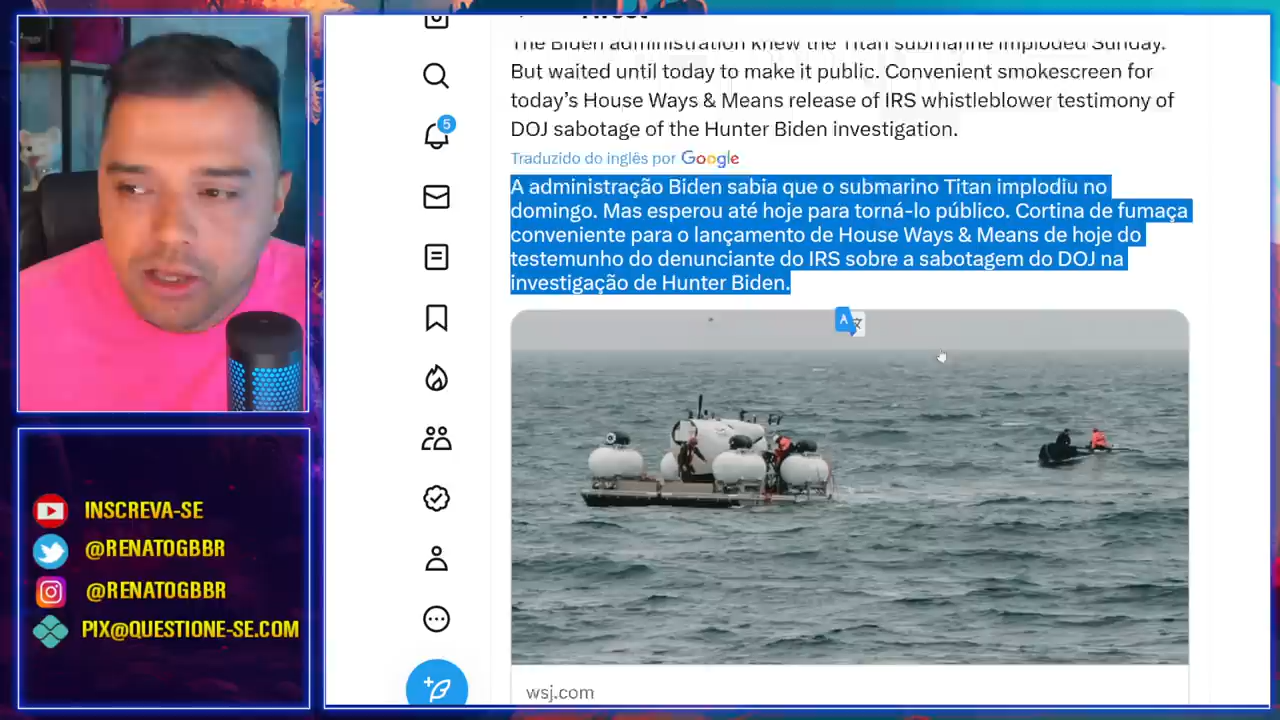 The Biden administration knew the Titan submarine imploded Sunday.
But waited until today to make it public. Convenient smokescreen for
today’s House Ways & Means release of IRS whistleblower testimony of
DOJ sabotage of the Hunter Biden investigation.
Traduzido do inglês por Google
A administração Biden sabia que o submarino Titan implodiu no
domingo. Mas esperou até hoje para torná-lo público. Cortina de fumaça
conveniente para o lançamento de House Ways & Means de hoje do
testemunho do denunciante do IRS sobre a sabotagem do DOJ na
investigação de Hunter Biden.
wsj.com
5
INSCREVA-SE
@RENATOGBBR
@RENATOGBBR
PIX@QUESTIONE-SE.COM